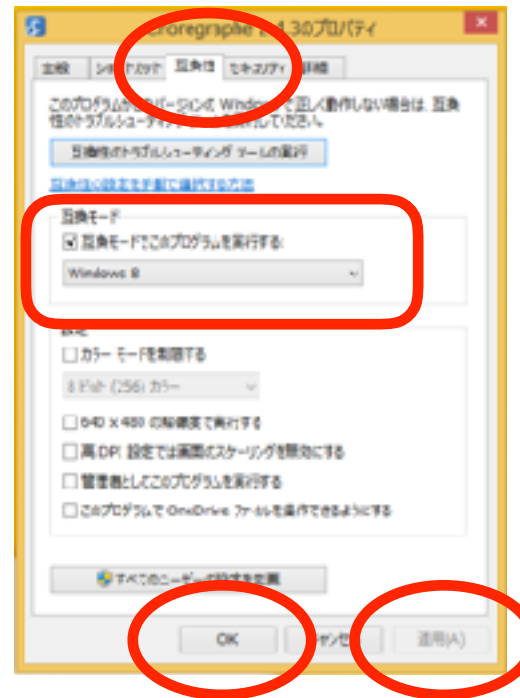 oregraphe 2.1.30のプロパティ
全般 ショートカット 互換性 セキュリティ 詳細
このプログラムがこのバージョンの Windows で正しく動作しない場合は、互換
性のトラブルシューティング ツールを実行してください。
互換性のトラブルシューティング ツールの実行
互換性の設定を手動で選択する方法
互換モード
互換モードでこのプログラムを実行する:
Windows 8
設定
カラー モードを制限する
8 ビット (256) カラー
640 x 480 の解像度で実行する
高 DPI 設定では画面のスケーリングを無効にする
管理者としてこのプログラムを実行する
このプログラムで OneDrive ファイルを操作できるようにする
すべてのユーザーの設定を変更
OK キャンセル 適用(A)